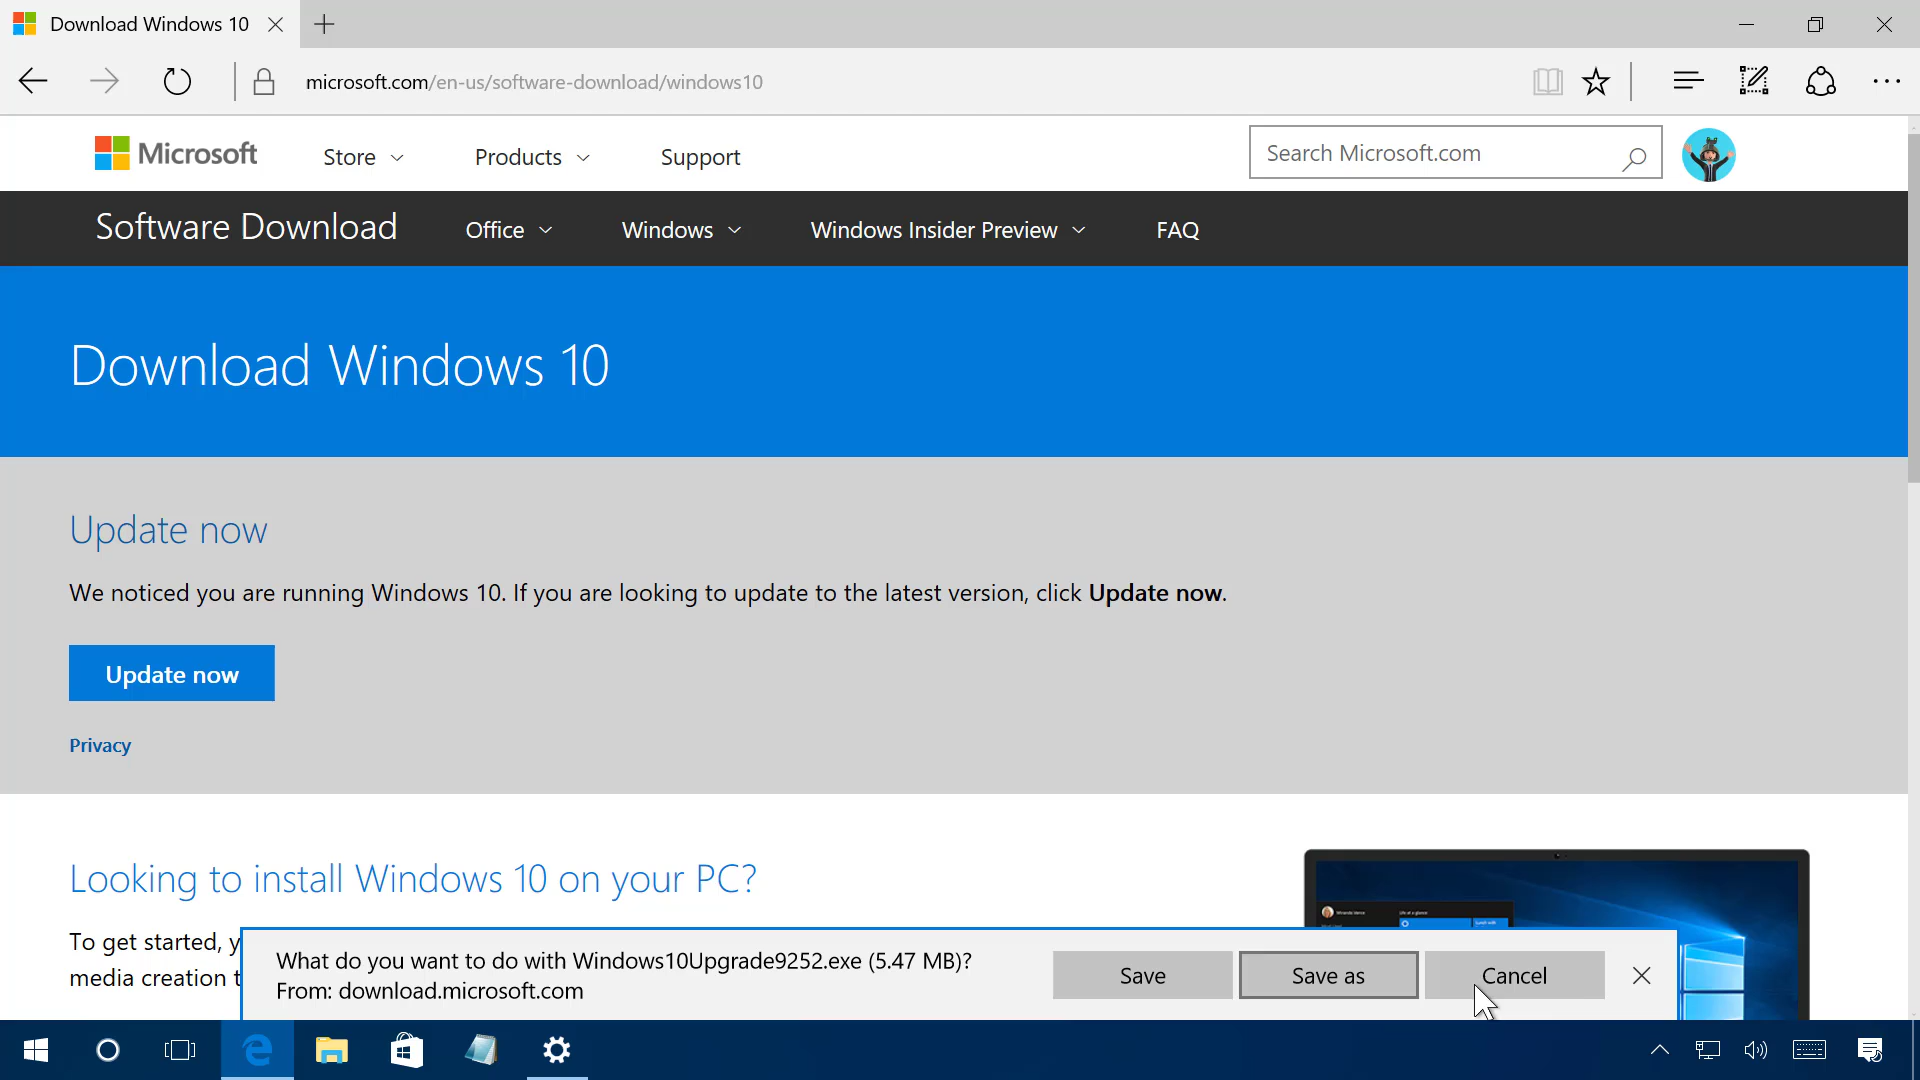 Download Windows 10
microsoft.com/en-us/software-download/windows10
Microsoft
Store
Products
Support
Search Microsoft.com
Software Download
Office
Windows
Windows Insider Preview
FAQ
Download Windows 10
Update now
We noticed you are running Windows 10. If you are looking to update to the latest version, click Update now.
Update now
Privacy
Looking to install Windows 10 on your PC?
To get started, y
media creation t
What do you want to do with Windows10Upgrade9252.exe (5.47 MB)?
From: download.microsoft.com
Save
Save as
Cancel